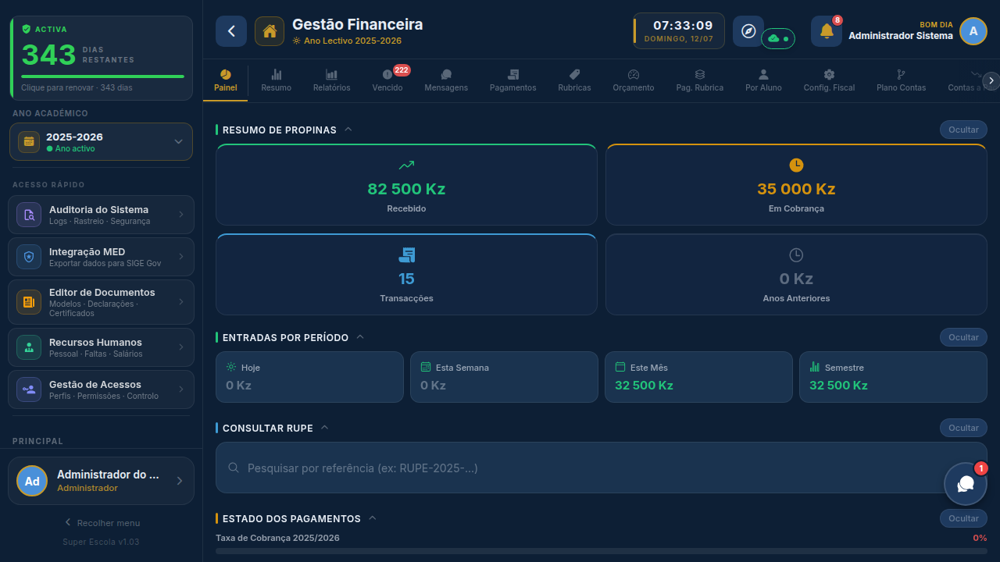 ACTIVA
343 DIAS RESTANTES
Clique para renovar · 343 dias
ANO ACADÉMICO
2025-2026
Ano activo
ACESSO RÁPIDO
Auditoria do Sistema
Logs · Rastreio · Segurança
Integração MED
Exportar dados para SIGE Gov
Editor de Documentos
Modelos · Declarações ·
Certificados
Recursos Humanos
Pessoal · Faltas · Salários
Gestão de Acessos
Perfis · Permissões · Controlo
PRINCIPAL
Ad
Administrador do ...
Administrador
Recolher menu
Super Escola v1.03
Gestão Financeira
Ano Lectivo 2025-2026
07:33:09
DOMINGO, 12/07
8
BOM DIA
Administrador Sistema
A
Painel
Resumo
Relatórios
Vencido 222
Mensagens
Pagamentos
Rubricas
Orçamento
Pag. Rubrica
Por Aluno
Config. Fiscal
Plano Contas
Contas a
RESUMO DE PROPINAS
Ocultar
82 500 Kz
Recebido
35 000 Kz
Em Cobrança
15
Transacções
0 Kz
Anos Anteriores
ENTRADAS POR PERÍODO
Ocultar
Hoje
0 Kz
Esta Semana
0 Kz
Este Mês
32 500 Kz
Semestre
32 500 Kz
CONSULTAR RUPE
Ocultar
Pesquisar por referência (ex: RUPE-2025-...)
1
ESTADO DOS PAGAMENTOS
Ocultar
Taxa de Cobrança 2025/2026
0%